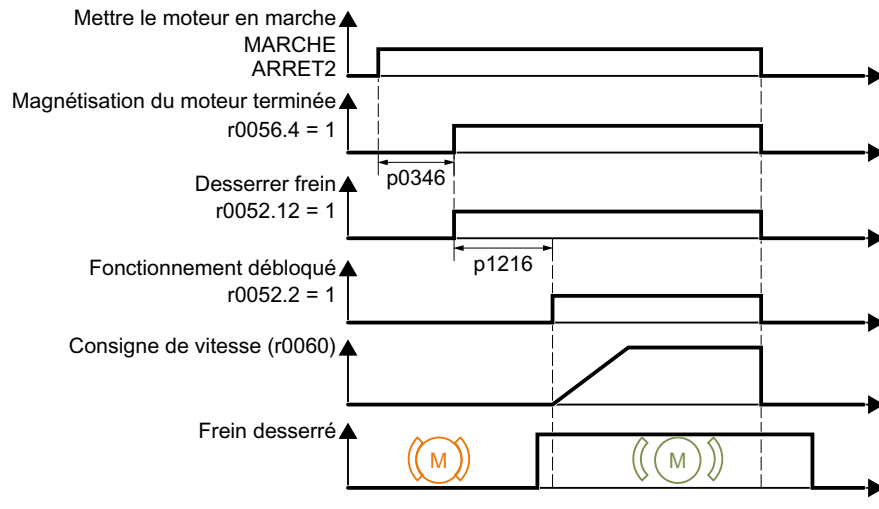 Mettre le moteur en marche
MARCHE
ARRET2
Magnétisation du moteur terminée
r0056.4 = 1
p0346
Desserrer frein
r0052.12 = 1
p1216
Fonctionnement débloqué
r0052.2 = 1
Consigne de vitesse (r0060)
Frein desserré
M
M